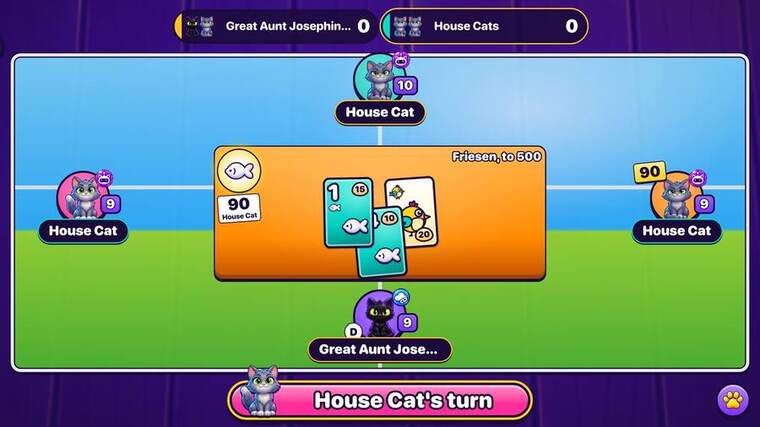 Great Aunt Josephin... 0
House Cats 0
10
House Cat
Friesen, to 500
90
House Cat
1 15
10
20
9
House Cat
90
9
House Cat
D
9
Great Aunt Jose...
House Cat's turn